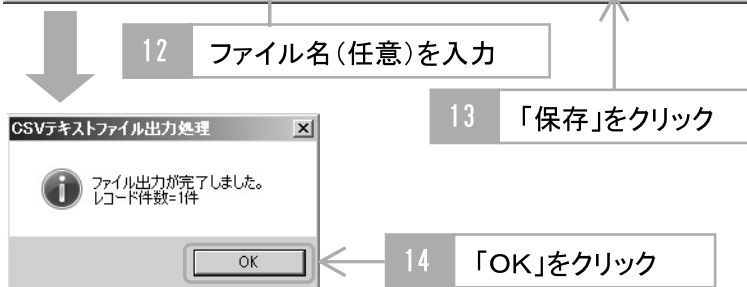 12 ファイル名(任意)を入力
13 「保存」をクリック
CSVテキストファイル出力処理
ファイル出力が完了しました。
レコード件数=1件
OK
14 「OK」をクリック